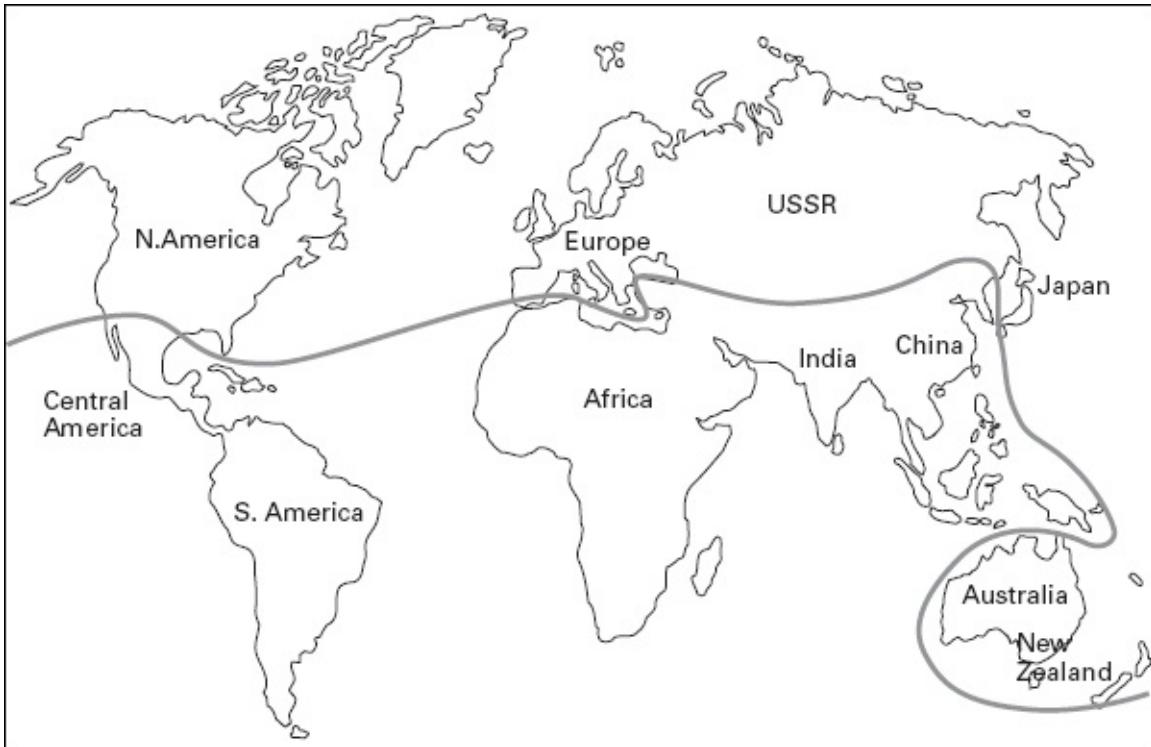 N.America
Europe
USSR
Japan
Central
America
Africa
India
China
S. America
Australia
New
Zealand